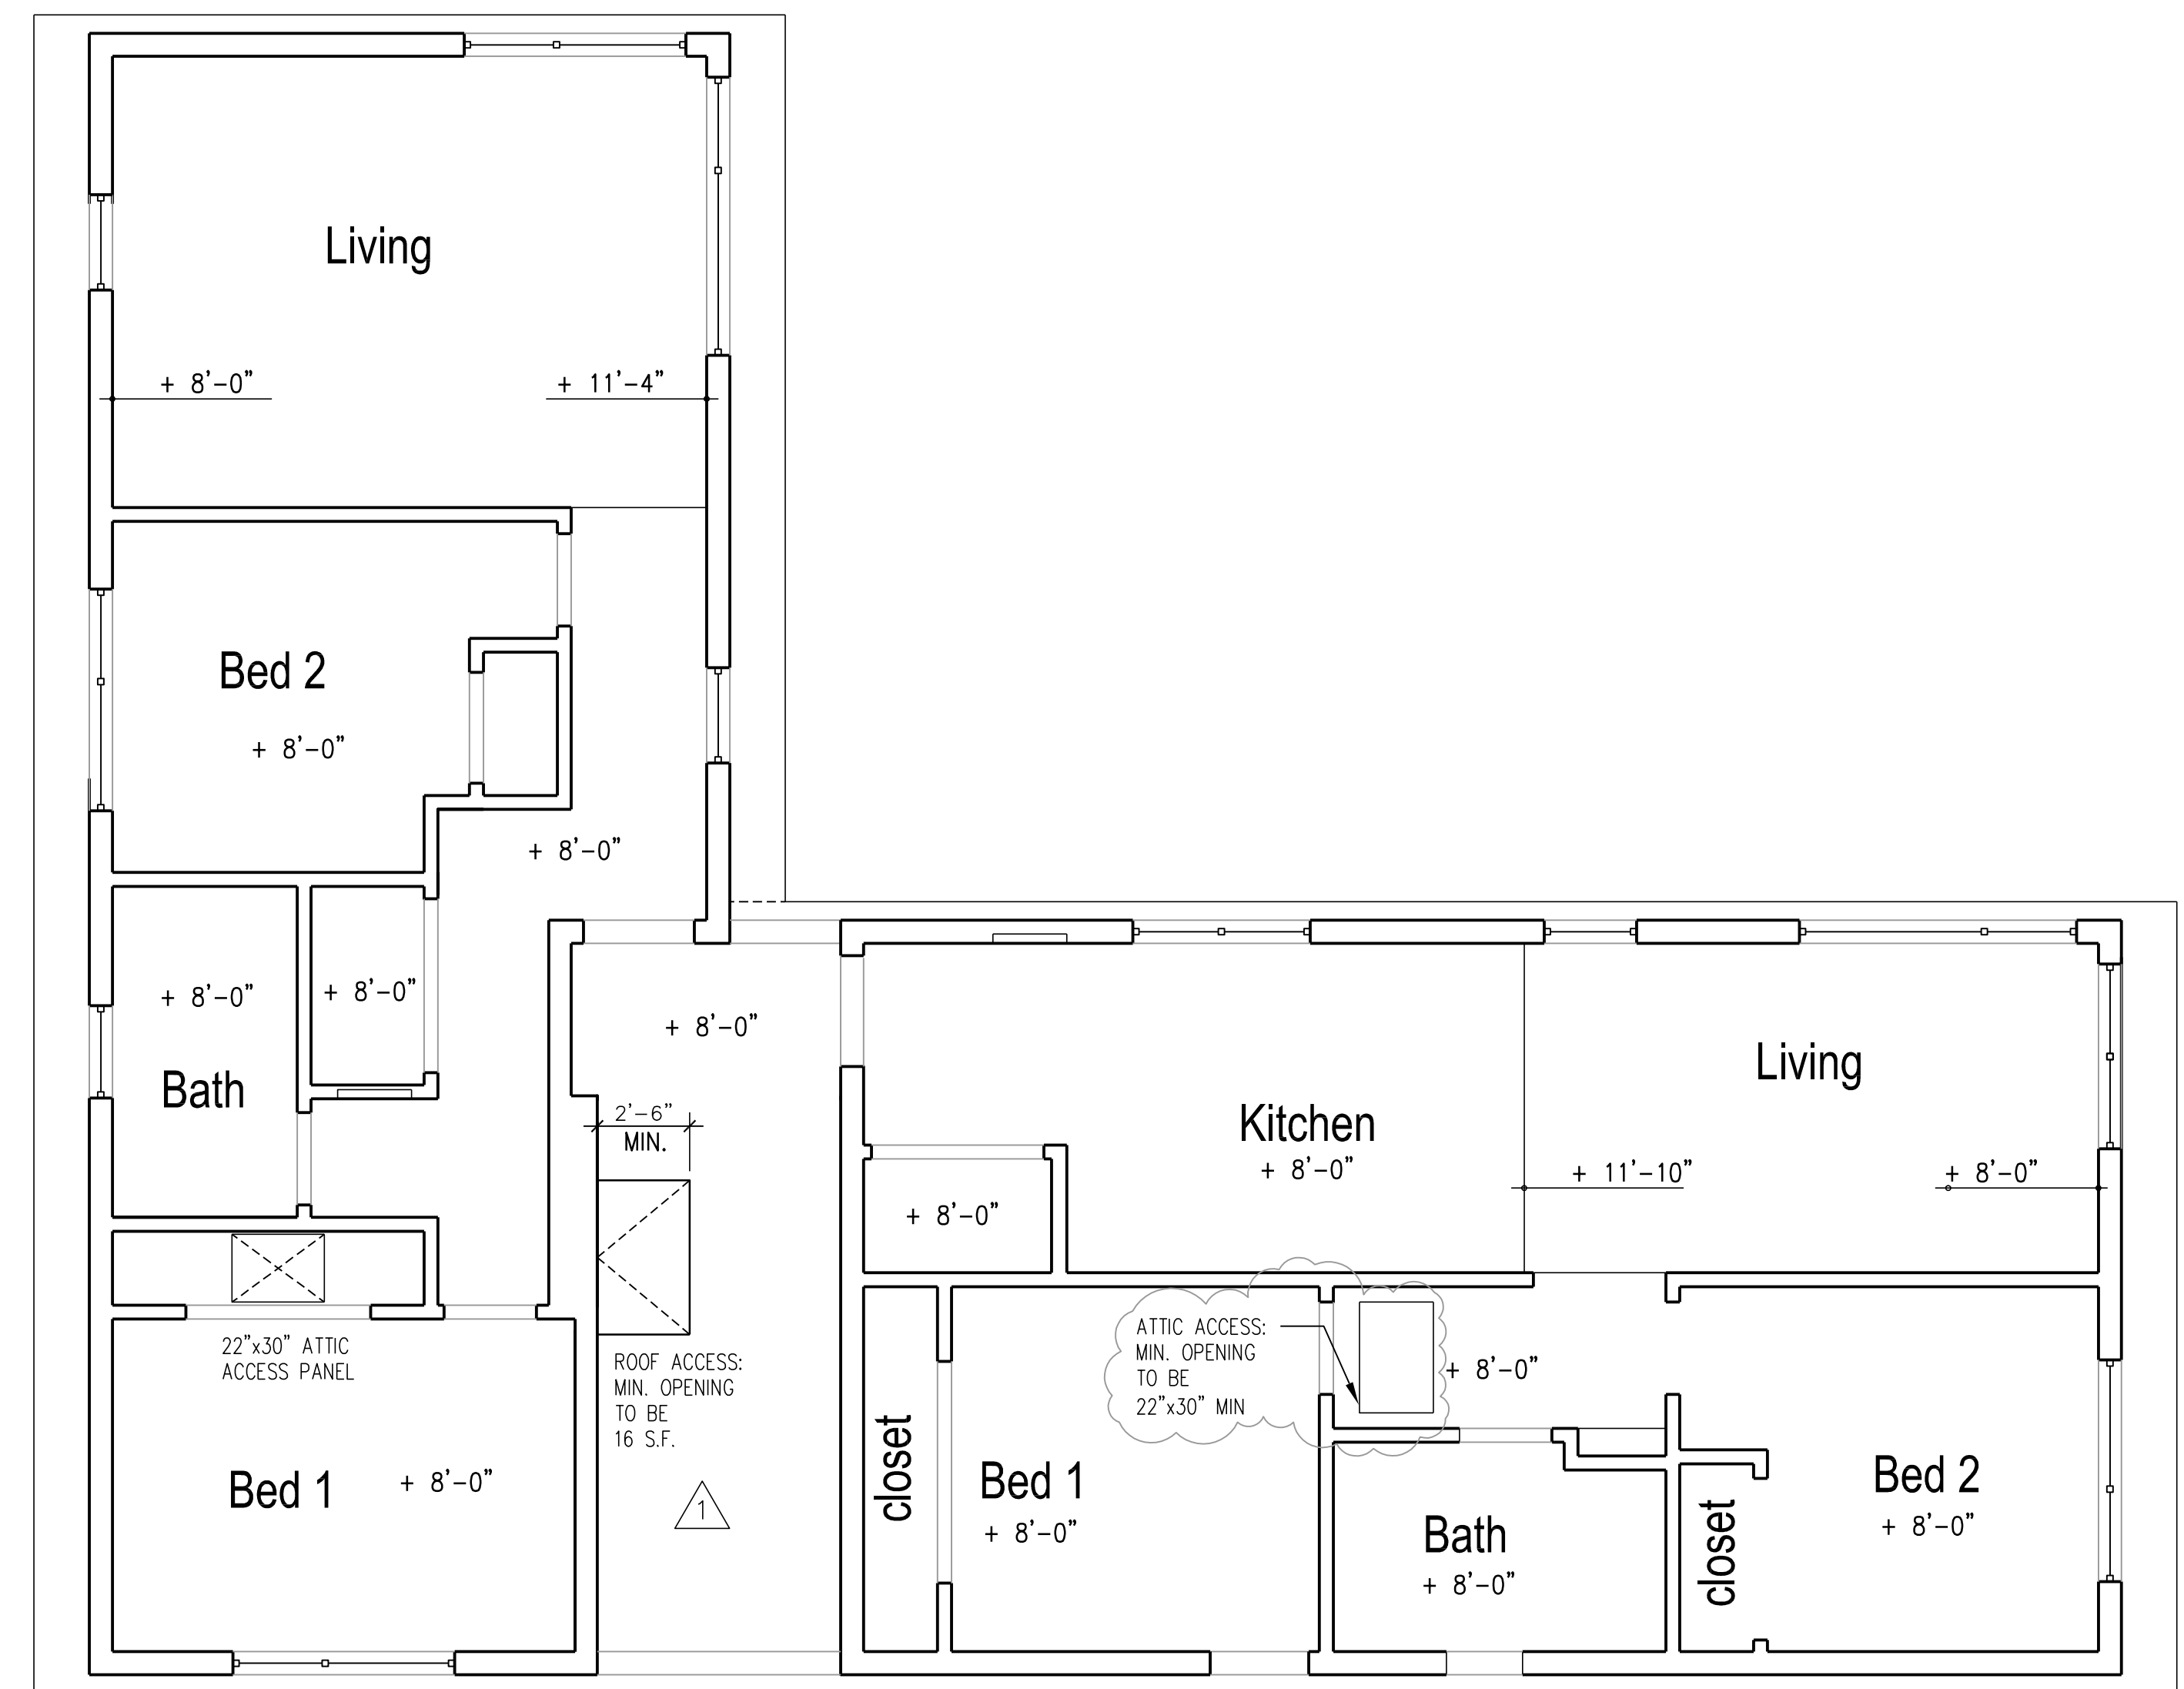 Living
+ 8'-0"
+ 11'-4"
Bed 2
+ 8'-0"
+ 8'-0"
+ 8'-0"
+ 8'-0"
Bath
+ 8'-0"
2'-6"
MIN.
22"x30" ATTIC
ACCESS PANEL
ROOF ACCESS:
MIN. OPENING
TO BE
16 S.F.
Bed 1
+ 8'-0"
1
Kitchen
+ 8'-0"
Living
+ 11'-10"
+ 8'-0"
+ 8'-0"
ATTIC ACCESS:
MIN. OPENING
TO BE
22"x30" MIN
+ 8'-0"
closet
Bed 1
+ 8'-0"
Bath
+ 8'-0"
closet
Bed 2
+ 8'-0"